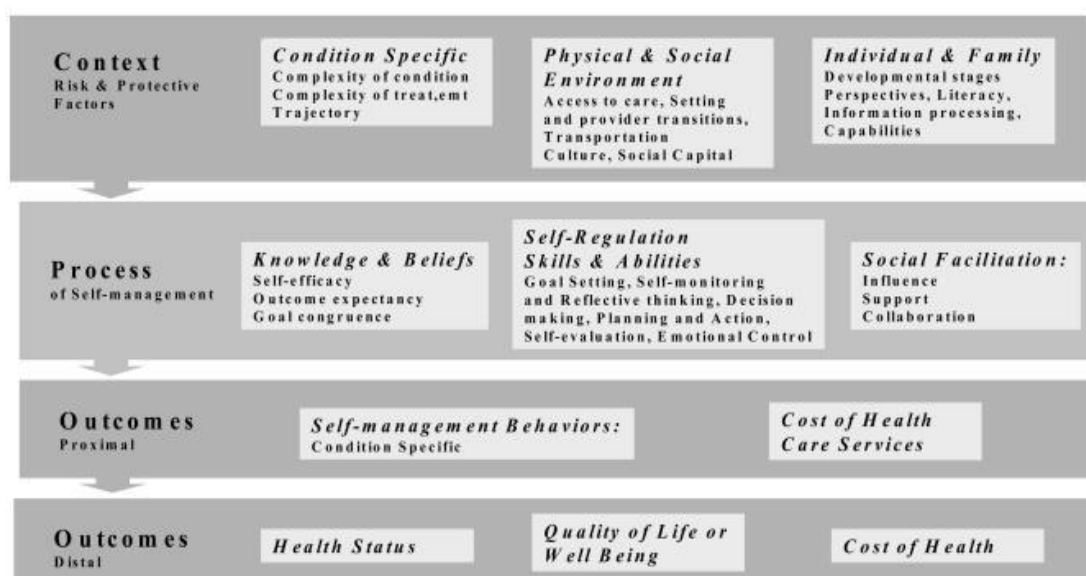 Context
Risk & Protective
Factors
Condition Specific
Complexity of condition
Complexity of treat,emt
Trajectory
Physical & Social
Environment
Access to care, Setting
and provider transitions,
Transportation
Culture, Social Capital
Individual & Family
Developmental stages
Perspectives, Literacy,
Information processing,
Capabilities
Process
of Self-management
Knowledge & Beliefs
Self-efficacy
Outcome expectancy
Goal congruence
Self-Regulation
Skills & Abilities
Goal Setting, Self-monitoring
and Reflective thinking, Decision
making, Planning and Action,
Self-evaluation, Emotional Control
Social Facilitation:
Influence
Support
Collaboration
Outcomes
Proximal
Self-management Behaviors:
Condition Specific
Cost of Health
Care Services
Outcomes
Distal
Health Status
Quality of Life or
Well Being
Cost of Health